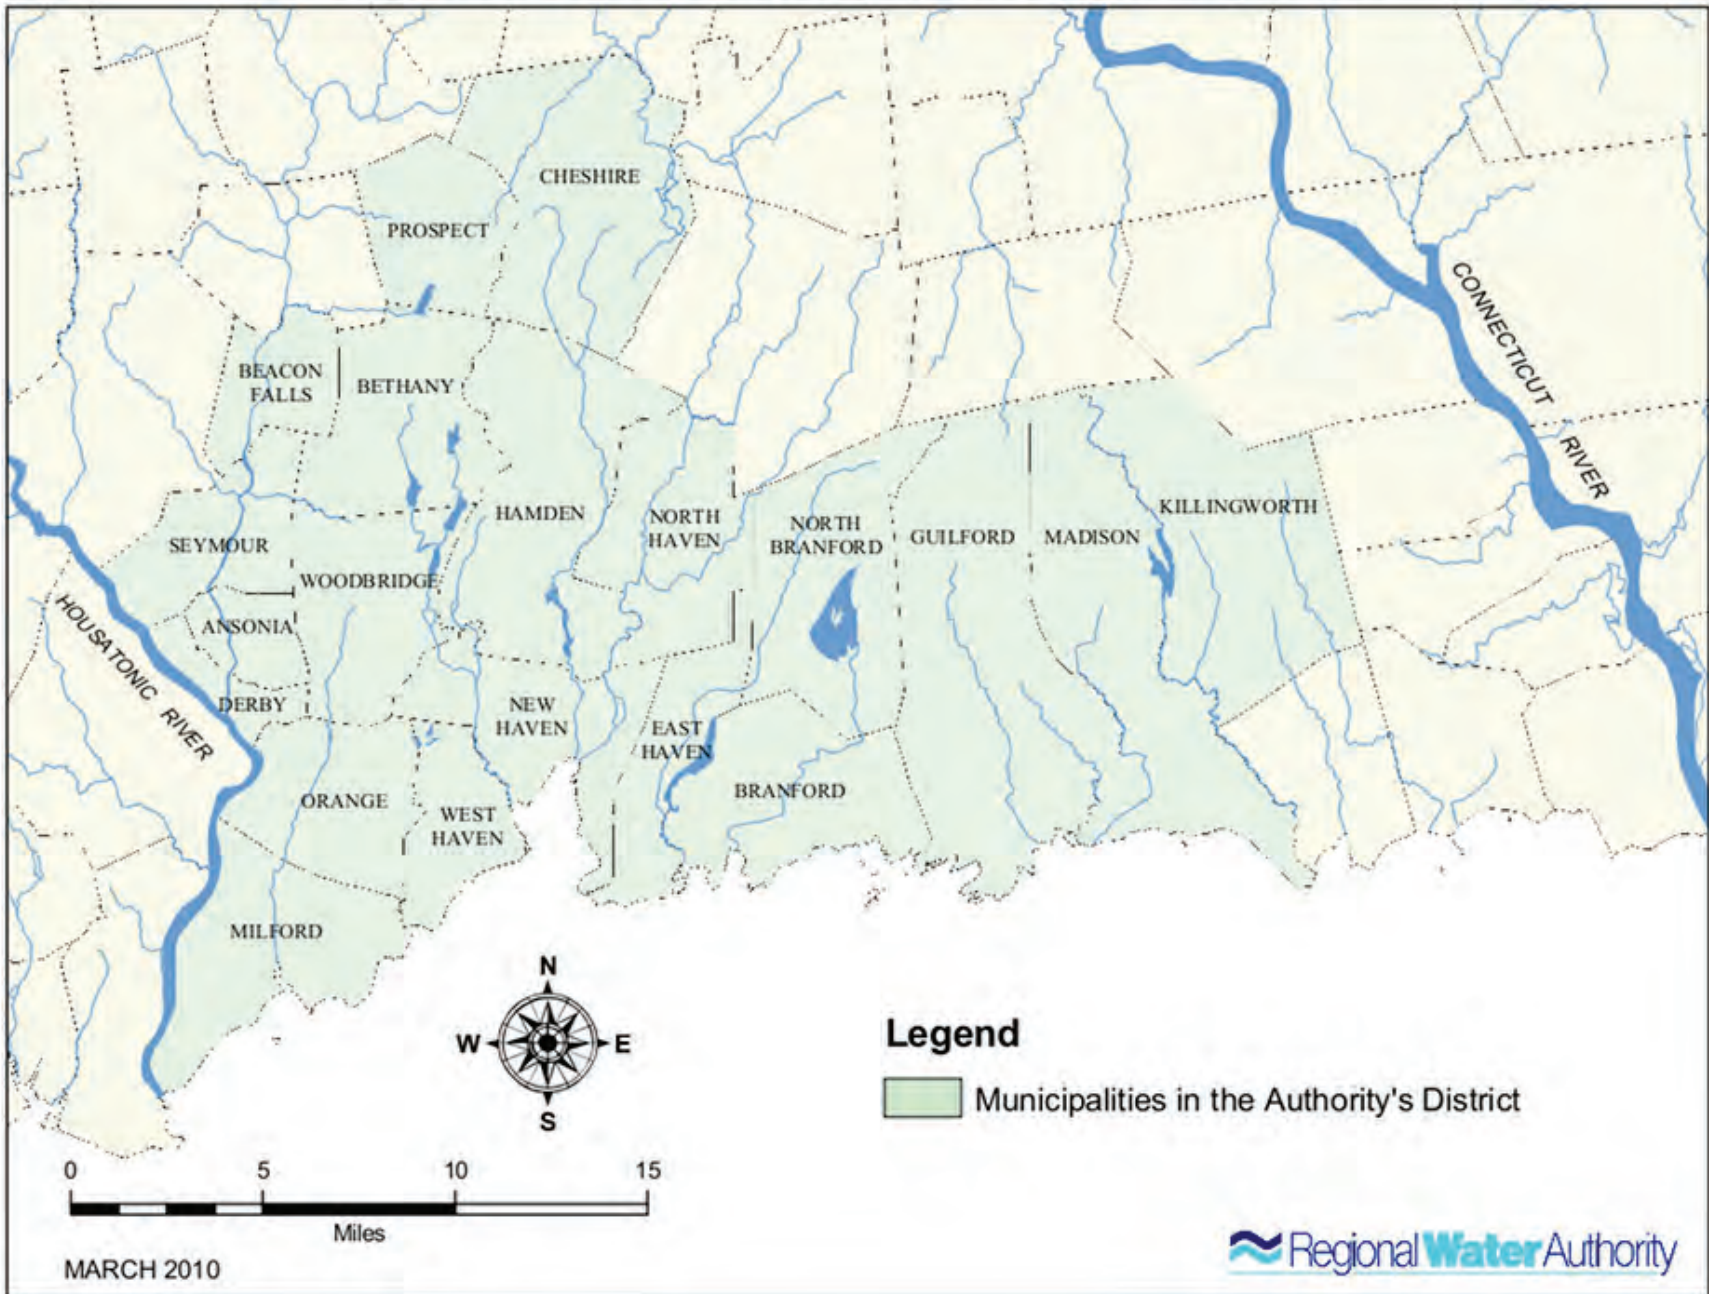 CHESHIRE
PROSPECT
BEACON
FALLS
BETHANY
HAMDEN
NORTH
HAVEN
NORTH
BRANFORD
GUILFORD
MADISON
KILLINGWORTH
SEYMOUR
WOODBRIDGE
ANSONIA
DERBY
NEW
HAVEN
EAST
HAVEN
BRANFORD
ORANGE
WEST
HAVEN
MILFORD
HOUSATONIC RIVER
CONNECTICUT RIVER
N
W E
S
Legend
Municipalities in the Authority's District
0 5 10 15
Miles
MARCH 2010
Regional Water Authority